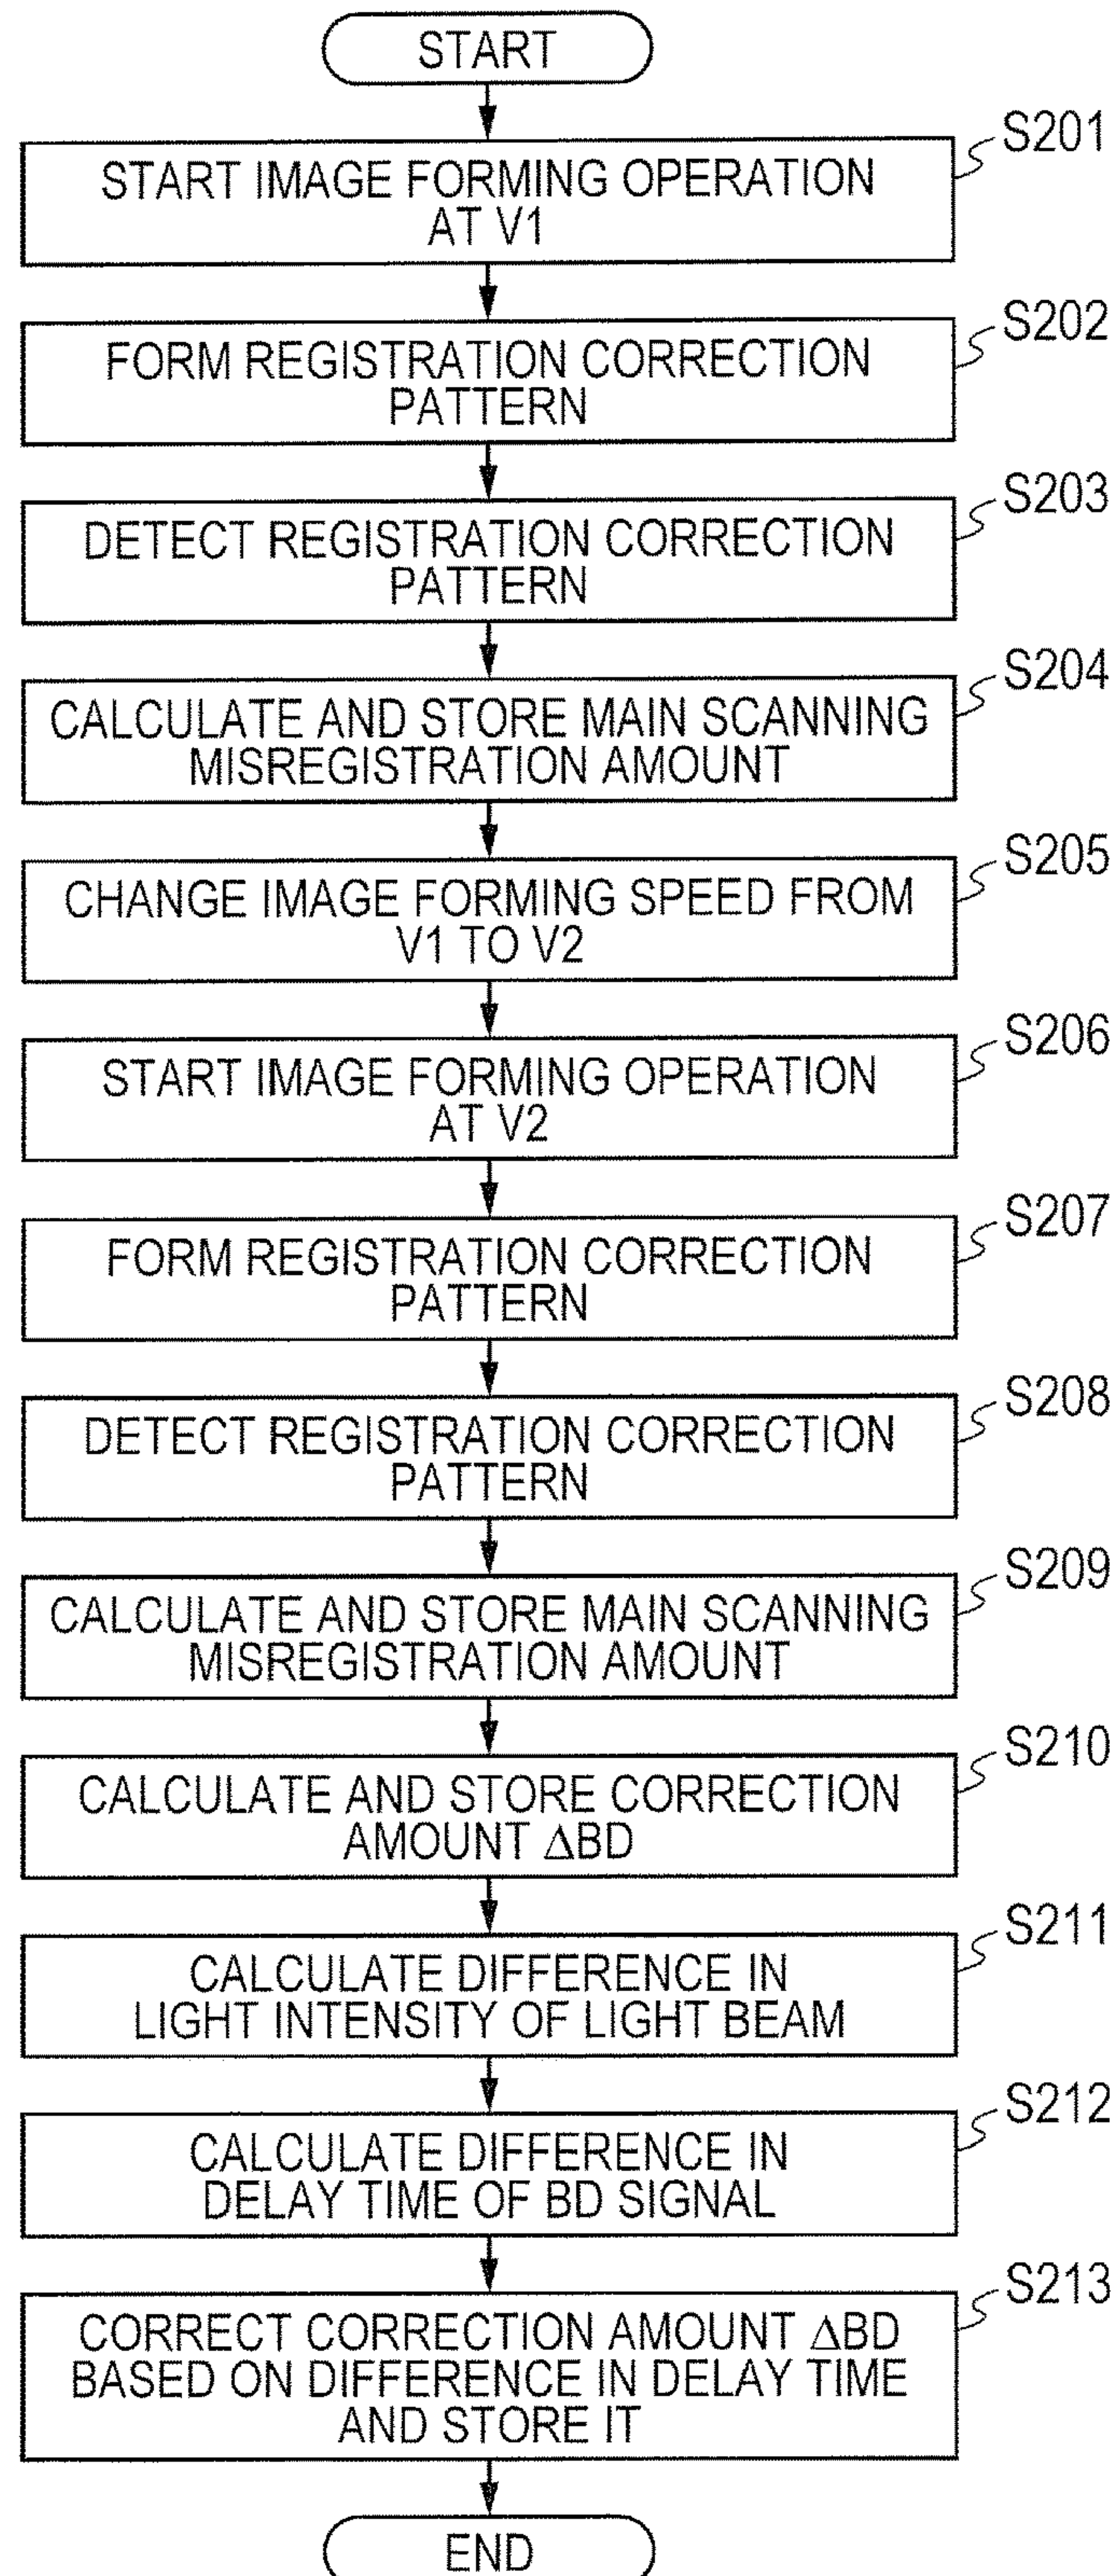 START
S201
START IMAGE FORMING OPERATION
AT V1
S202
FORM REGISTRATION CORRECTION
PATTERN
S203
DETECT REGISTRATION CORRECTION
PATTERN
S204
CALCULATE AND STORE MAIN SCANNING
MISREGISTRATION AMOUNT
S205
CHANGE IMAGE FORMING SPEED FROM
V1 TO V2
S206
START IMAGE FORMING OPERATION
AT V2
S207
FORM REGISTRATION CORRECTION
PATTERN
S208
DETECT REGISTRATION CORRECTION
PATTERN
S209
CALCULATE AND STORE MAIN SCANNING
MISREGISTRATION AMOUNT
S210
CALCULATE AND STORE CORRECTION
AMOUNT ΔBD
S211
CALCULATE DIFFERENCE IN
LIGHT INTENSITY OF LIGHT BEAM
S212
CALCULATE DIFFERENCE IN
DELAY TIME OF BD SIGNAL
S213
CORRECT CORRECTION AMOUNT ΔBD
BASED ON DIFFERENCE IN DELAY TIME
AND STORE IT
END